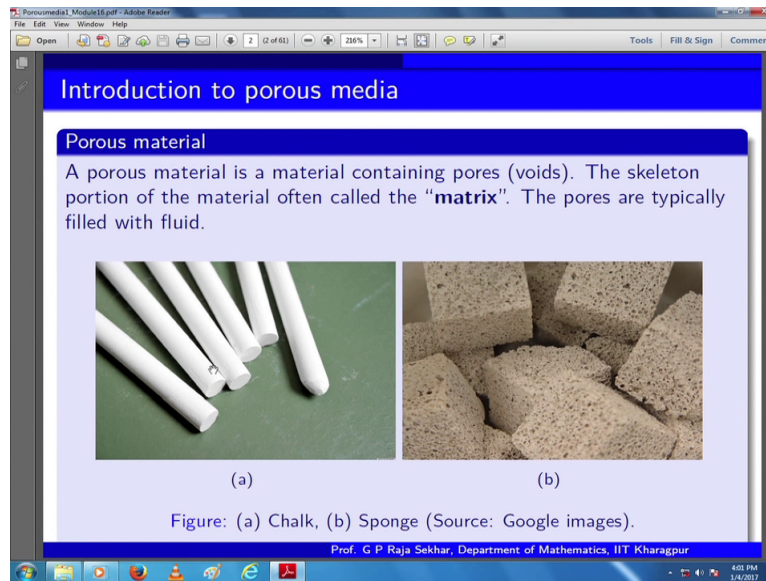 Porousmedia1_Module16.pdf - Adobe Reader
File Edit View Window Help
Open 2 (2 of 61) 216% Tools Fill & Sign Commen
Introduction to porous media
Porous material
A porous material is a material containing pores (voids). The skeleton
portion of the material often called the “matrix”. The pores are typically
filled with fluid.
(a) (b)
Figure: (a) Chalk, (b) Sponge (Source: Google images).
Prof. G P Raja Sekhar, Department of Mathematics, IIT Kharagpur
4:01 PM
1/4/2017